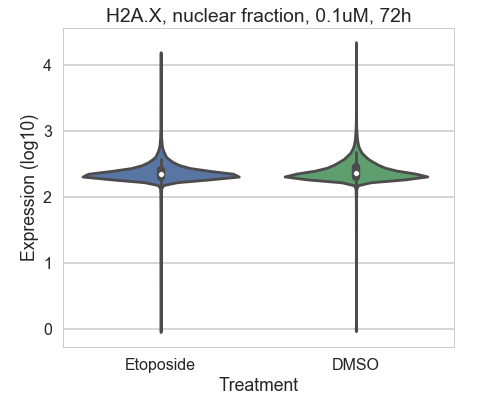 H2A.X, nuclear fraction, 0.1uM, 72h
Expression (log10)
4
3
2
1
0
Etoposide DMSO
Treatment